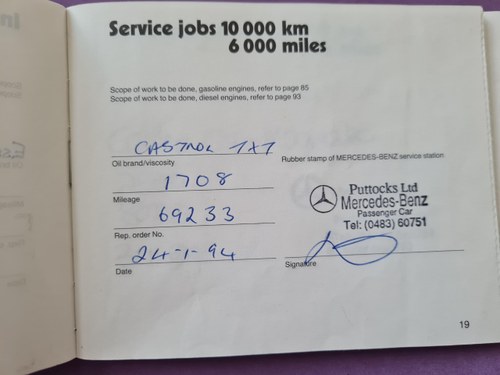 Service jobs 10 000 km
6 000 miles
Scope of work to be done, gasoline engines, refer to page 85
Scope of work to be done, diesel engines, refer to page 93
CASTROL TXT
Oil brand/viscosity
Rubber stamp of MERCEDES-BENZ service station
1708
Mileage
69233
Rep. order No.
24-1-94
Date
Puttocks Ltd
Mercedes-Benz
Passenger Car
Tel: (0483) 60751
Signature
19